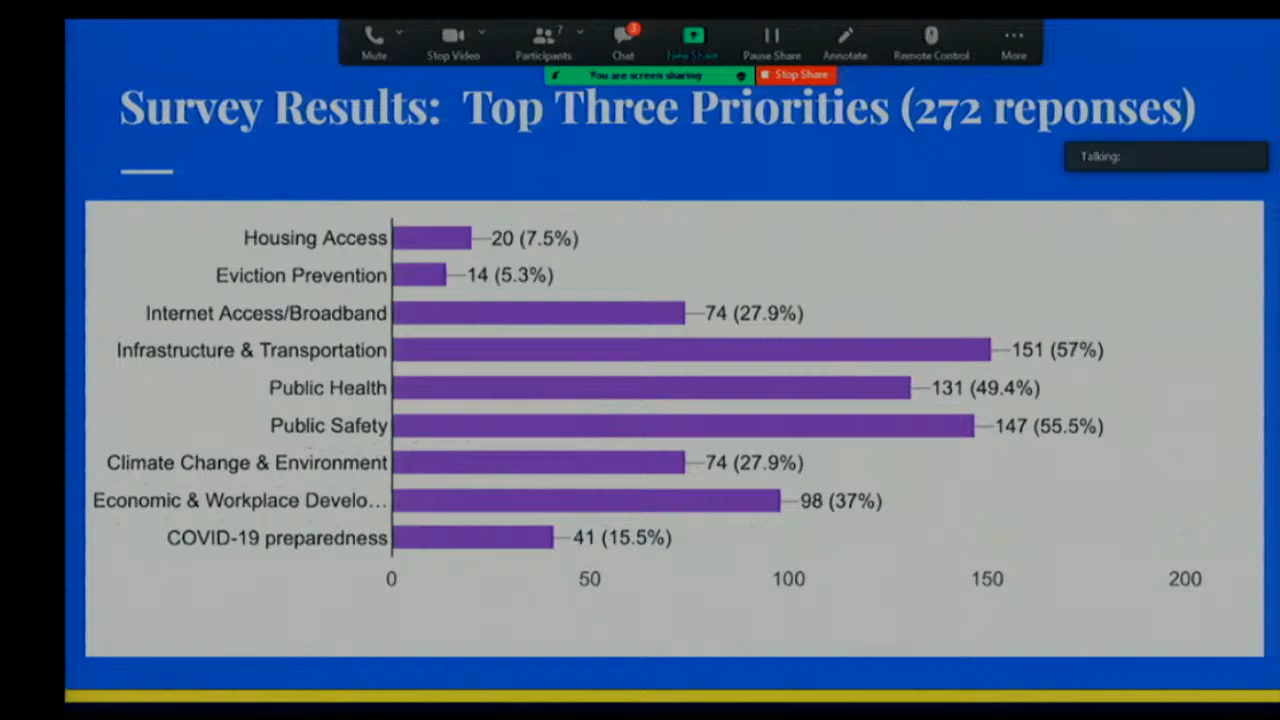 7
3
Mute
Stop Video
Participants
Chat
New Share
Pause Share
Annotate
Remote Control
More
You are screen sharing
Stop Share
Survey Results: Top Three Priorities (272 reponses)
Talking:
Housing Access 20 (7.5%)
Eviction Prevention 14 (5.3%)
Internet Access/Broadband 74 (27.9%)
Infrastructure & Transportation 151 (57%)
Public Health 131 (49.4%)
Public Safety 147 (55.5%)
Climate Change & Environment 74 (27.9%)
Economic & Workplace Develo... 98 (37%)
COVID-19 preparedness 41 (15.5%)
0 50 100 150 200